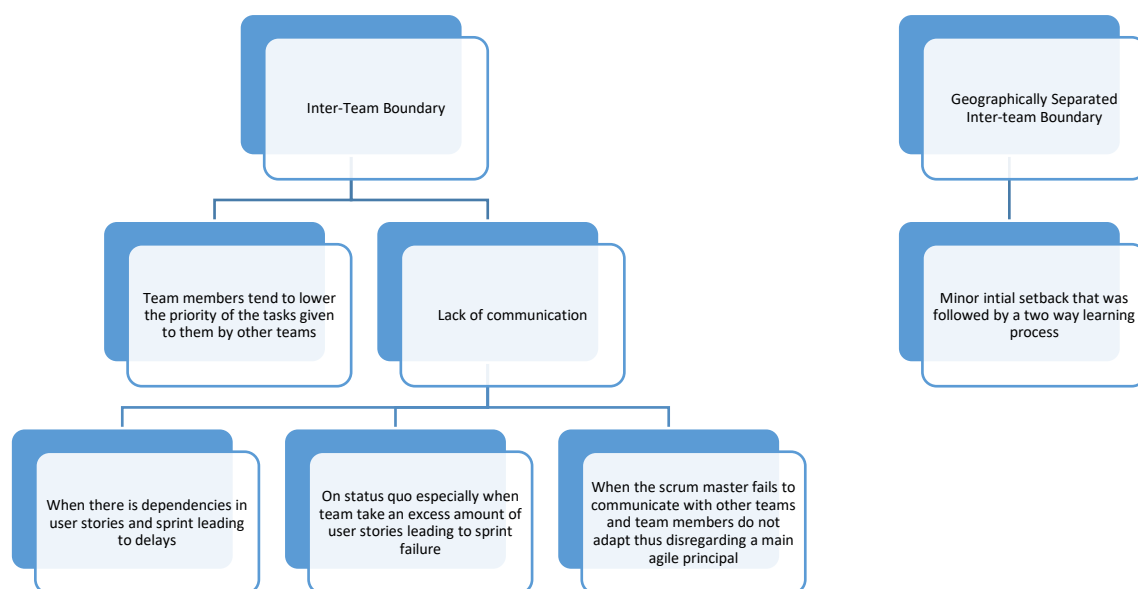 Inter-Team Boundary
Geographically Separated
Inter-team Boundary
Team members tend to lower
the priority of the tasks given
to them by other teams
Lack of communication
Minor intial setback that was
followed by a two way learning
process
When there is dependencies in
user stories and sprint leading
to delays
On status quo especially when
team take an excess amount of
user stories leading to sprint
failure
When the scrum master fails to
communicate with other teams
and team members do not
adapt thus disregarding a main
agile principal